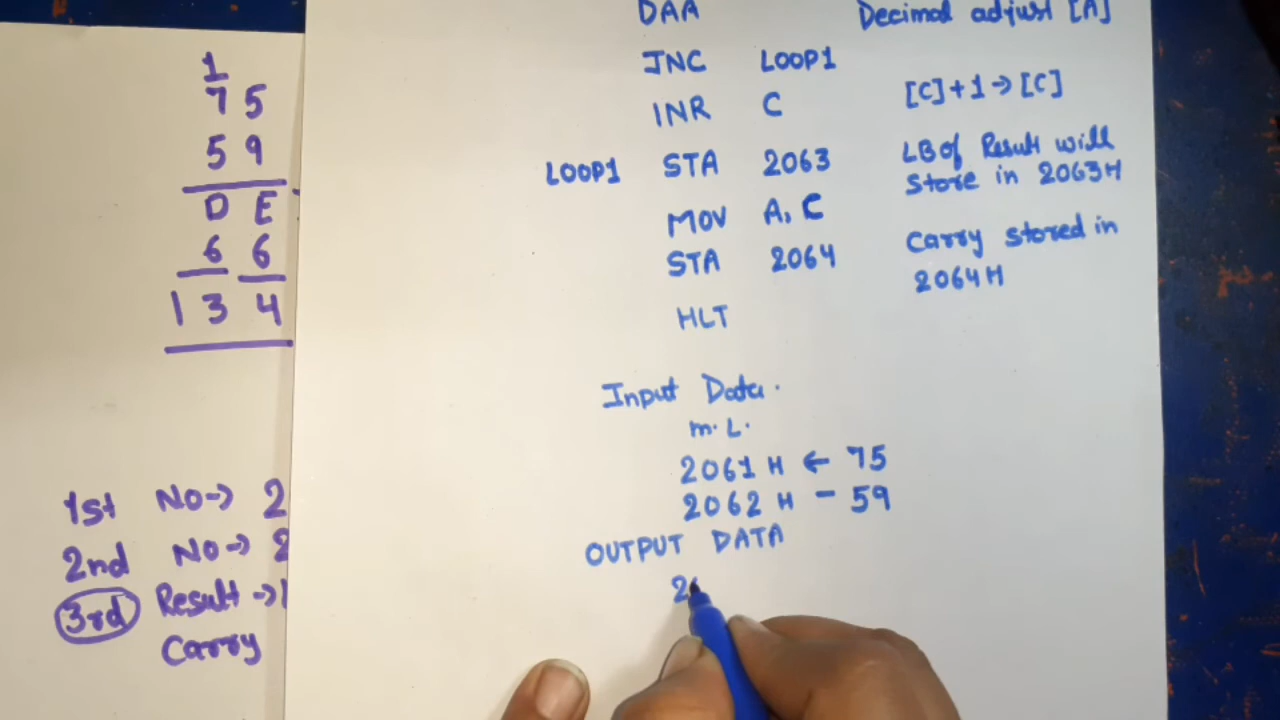 1
7 5
5 9
D E
6 6
1 3 4
1st No→ 2
2nd No→ 2
3rd Result →
Carry
DAA Decimal adjust [A]
JNC LOOP1
INR C [C]+1→[C]
LOOP1 STA 2063 LB of Result will
store in 2063H
MOV A, C
STA 2064 Carry stored in
2064H
HLT
Input Data.
m. L.
2061 H ← 75
2062 H - 59
OUTPUT DATA
2